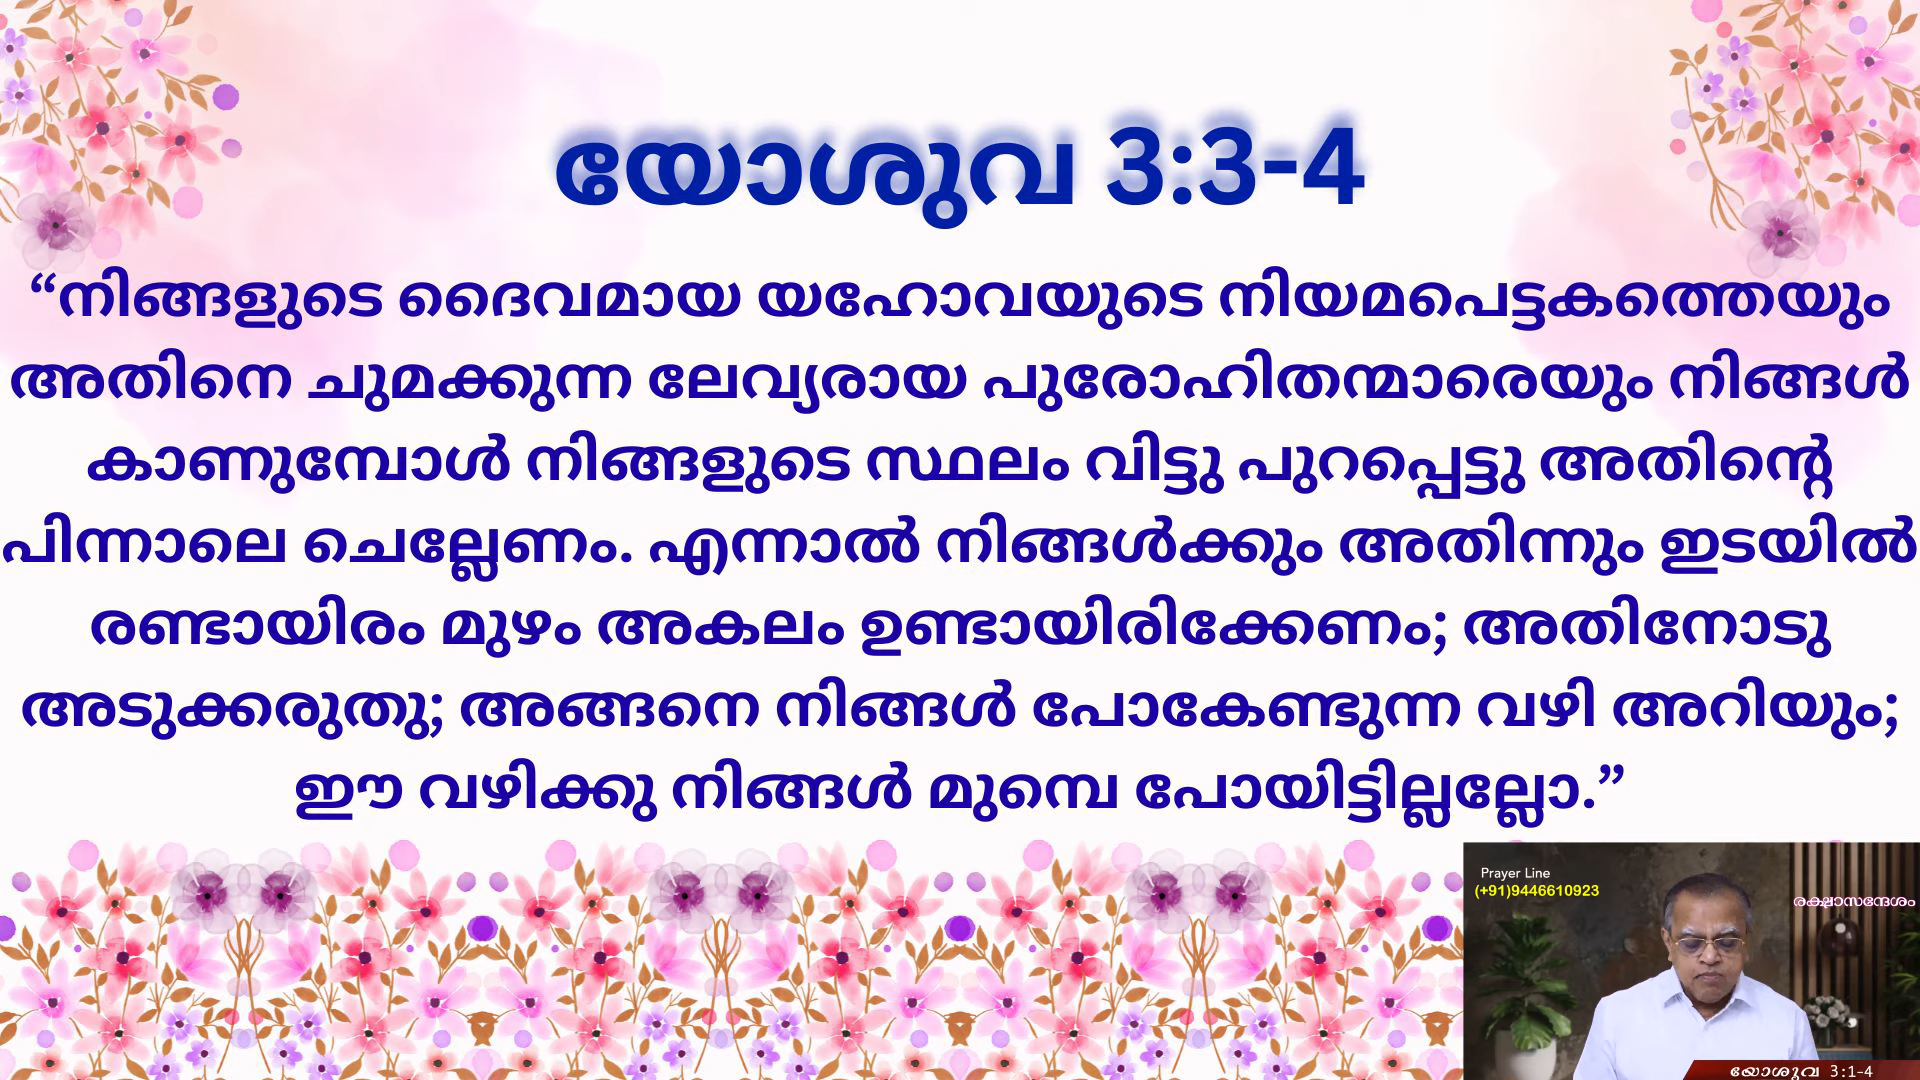 യോശുവ 3:3-4
“നിങ്ങളുടെ ദൈവമായ യഹോവയുടെ നിയമപെട്ടകത്തെയും
അതിനെ ചുമക്കുന്ന ലേവ്യരായ പുരോഹിതന്മാരെയും നിങ്ങൾ
കാണുമ്പോൾ നിങ്ങളുടെ സ്ഥലം വിട്ടു പുറപ്പെട്ടു അതിന്റെ
പിന്നാലെ ചെല്ലേണം. എന്നാൽ നിങ്ങൾക്കും അതിന്നും ഇടയിൽ
രണ്ടായിരം മുഴം അകലം ഉണ്ടായിരിക്കേണം; അതിനോടു
അടുക്കരുതു; അങ്ങനെ നിങ്ങൾ പോകേണ്ടുന്ന വഴി അറിയും;
ഈ വഴിക്കു നിങ്ങൾ മുമ്പെ പോയിട്ടില്ലല്ലോ.”
Prayer Line
(+91)9446610923
രക്ഷാസന്ദേശം
യോശുവ 3:1-4